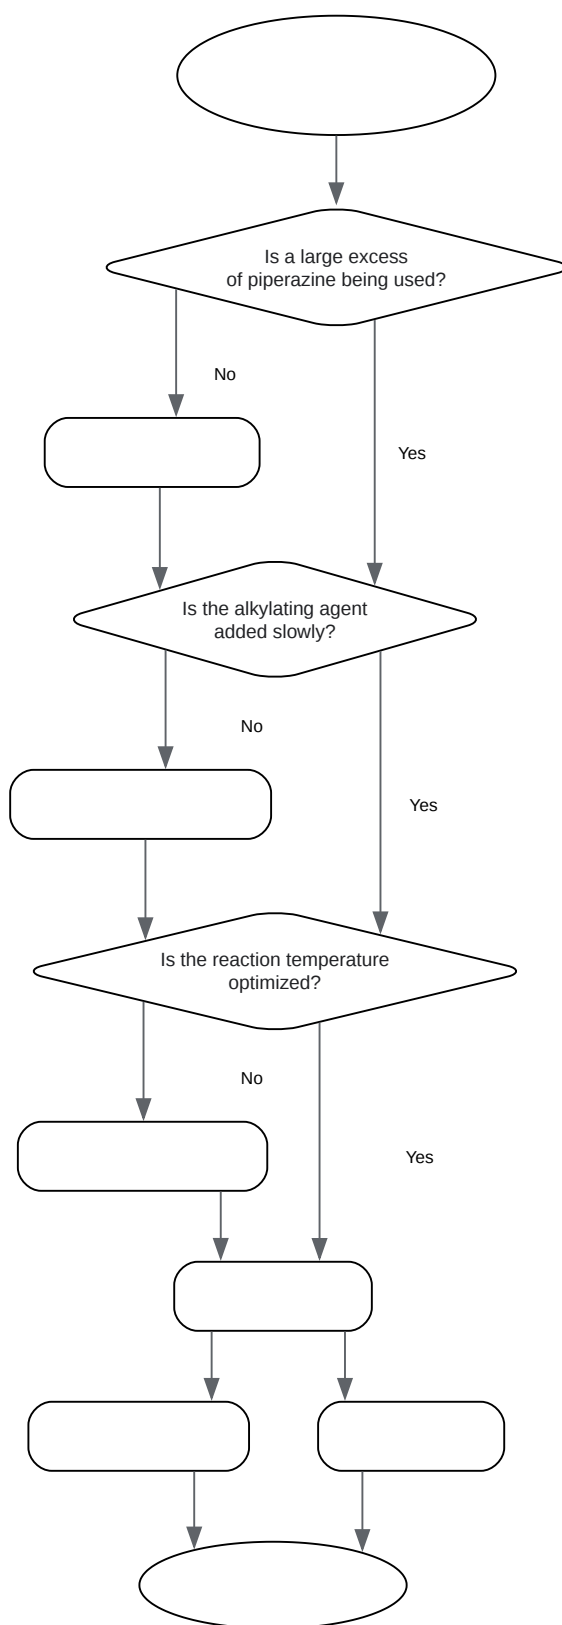 Is a large excess
of piperazine being used?
No
Yes
Is the alkylating agent
added slowly?
No
Yes
Is the reaction temperature
optimized?
No
Yes